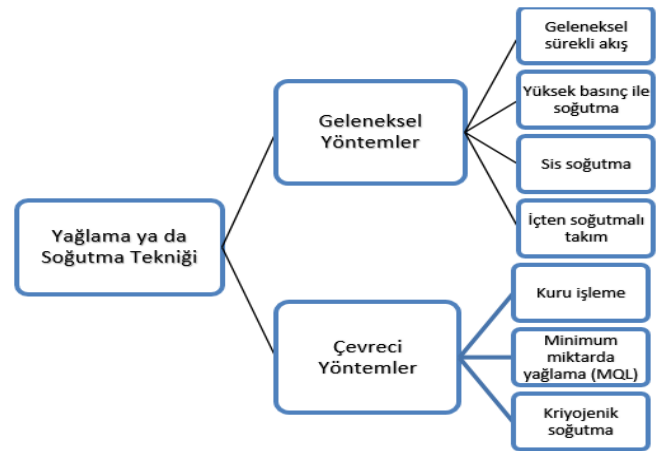 Yağlama ya da
Soğutma Tekniği
Geleneksel
Yöntemler
Geleneksel
sürekli akış
Yüksek basınç ile
soğutma
Sis soğutma
İçten soğutmalı
takım
Çevreci
Yöntemler
Kuru işleme
Minimum
miktarda
yağlama (MQL)
Kriyojenik
soğutma